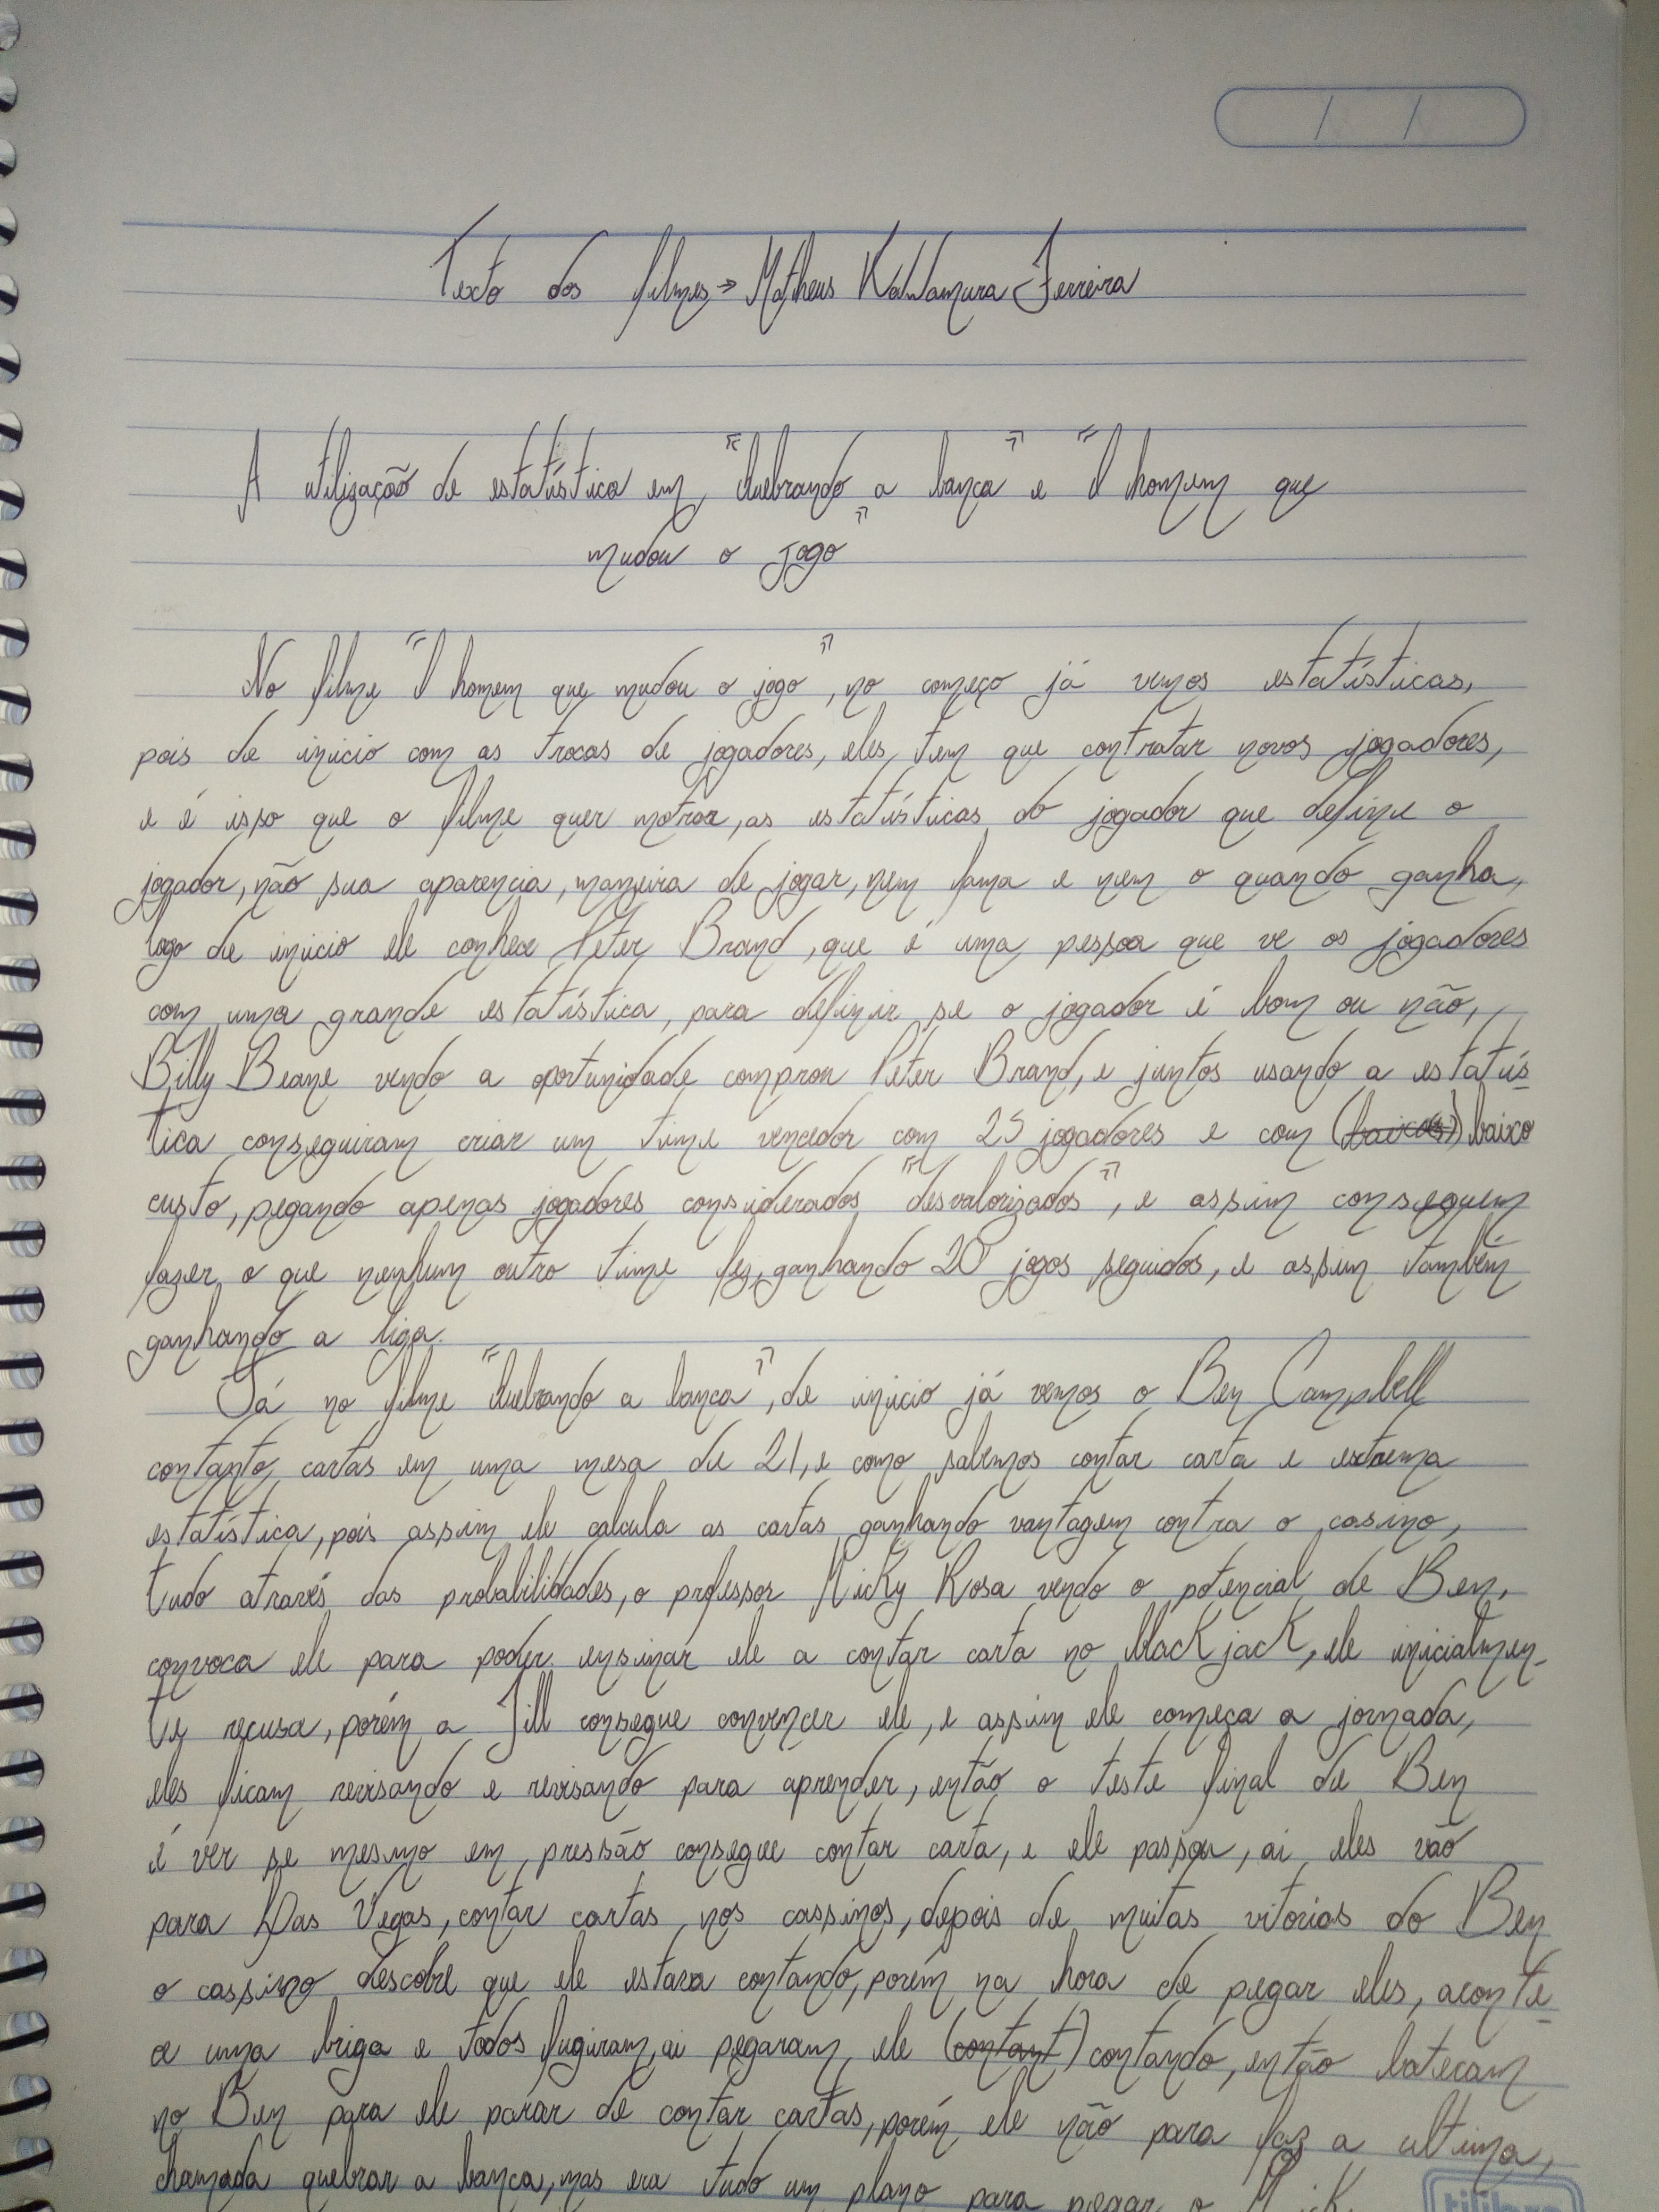 Texto dos filmes → Matheus Kawamura Ferreira
A utilização de estatística em, "Quebrando a banca" e "O homem que
mudou o jogo"
No filme "O homem que mudou o jogo", no começo já vemos estatísticas,
pois de inicio com as trocas de jogadores, eles tem que contratar novos jogadores,
e é isso que o filme quer motrar, as estatísticas do jogador que define o
jogador, não sua aparencia, maneira de jogar, nem fama e nem o quando ganha,
logo de inicio ele conhece Peter Brand, que é uma pessoa que ve os jogadores
com uma grande estatística, para definir se o jogador é bom ou não,
Billy Beane vendo a oportunidade comprou Peter Brand, e juntos usando a estatís-
tica conseguiram criar um time vencedor com 25 jogadores e com (baixos) baixo
custo, pegando apenas jogadores considerados "desvalorizados", e assim conseguem
fazer o que nenhum outro time fez, ganhando 20 jogos seguidos, e assim também
ganhando a liga.
Já no filme "Quebrando a banca", de inicio já vemos o Ben Campbell
contanto cartas em uma mesa de 21, e como sabemos contar carta e extrema
estatística, pois assim ele calcula as cartas ganhando vantagem contra o casino,
tudo através das probabilidades, o professor Micky Rosa vendo o potencial de Ben,
convoca ele para poder ensinar ele a contar carta no black jack, ele inicialmen-
te recusa, porém a Jill consegue convencer ele, e assim ele começa a jornada,
eles ficam revisando e revisando para aprender, então o teste final de Ben
é ver se mesmo em pressão consegue contar carta, e ele passou, ai eles vão
para Las Vegas, contar cartas nos cassinos, depois de muitas vitorias do Ben
o cassino descobre que ele estava contando, porém na hora de pegar eles, aconte-
ce uma briga e todos fugiram, ai pegaram ele (contant) contando, então bateram
no Ben para ele parar de contar cartas, porém ele não para faz a ultima,
chamada quebrar a banca, mas era tudo um plano para pegar o
tilibra